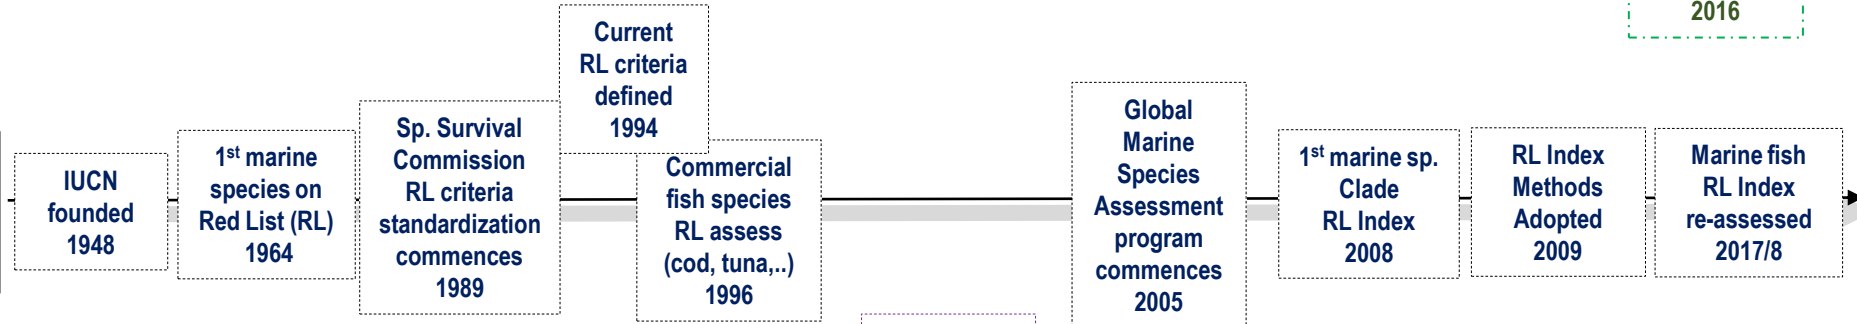 2016
Current
RL criteria
defined
1994
IUCN
founded
1948
1st marine
species on
Red List (RL)
1964
Sp. Survival
Commission
RL criteria
standardization
commences
1989
Commercial
fish species
RL assess
(cod, tuna,..)
1996
Global
Marine
Species
Assessment
program
commences
2005
1st marine sp.
Clade
RL Index
2008
RL Index
Methods
Adopted
2009
Marine fish
RL Index
re-assessed
2017/8